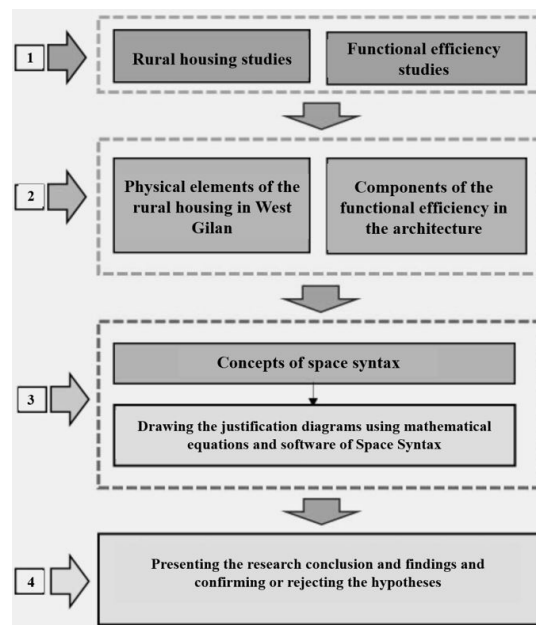 1
Rural housing studies
Functional efficiency
studies
2
Physical elements of the
rural housing in West
Gilan
Components of the
functional efficiency in
the architecture
3
Concepts of space syntax
Drawing the justification diagrams using mathematical
equations and software of Space Syntax
4
Presenting the research conclusion and findings and
confirming or rejecting the hypotheses